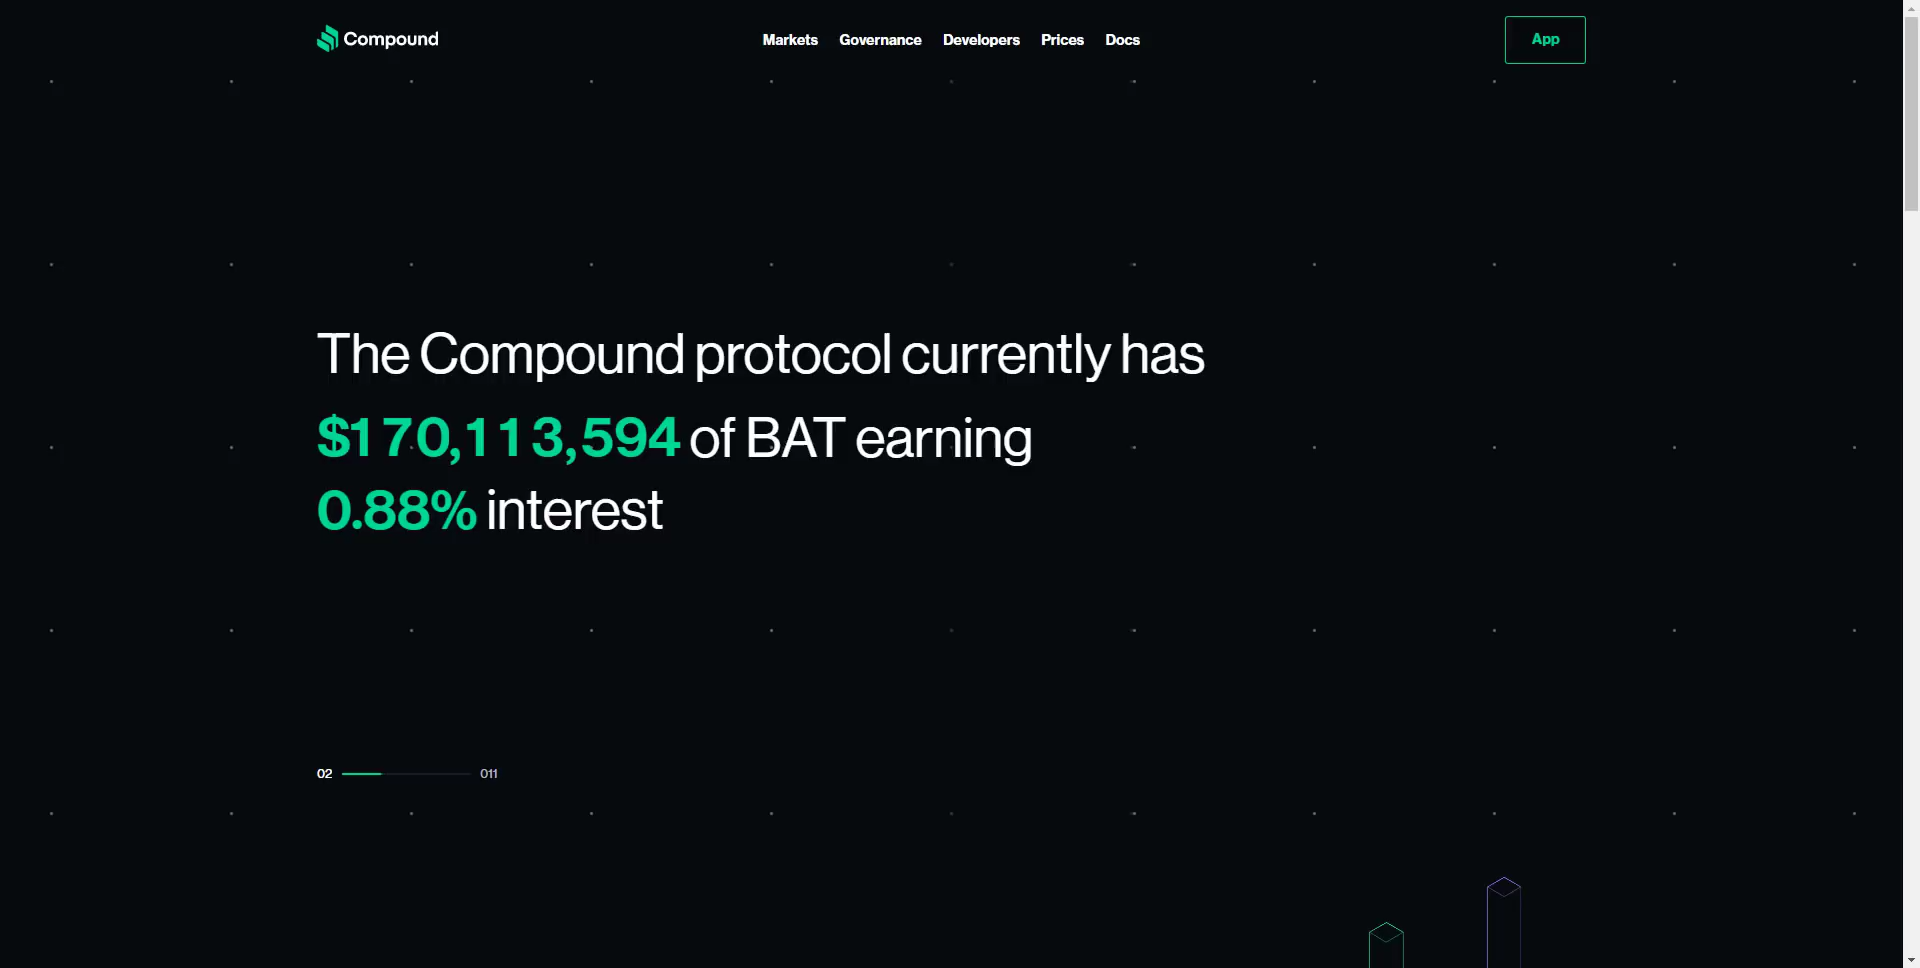 Compound
Markets Governance Developers Prices Docs
App
The Compound protocol currently has
$170,113,594 of BAT earning
0.88% interest
02 011